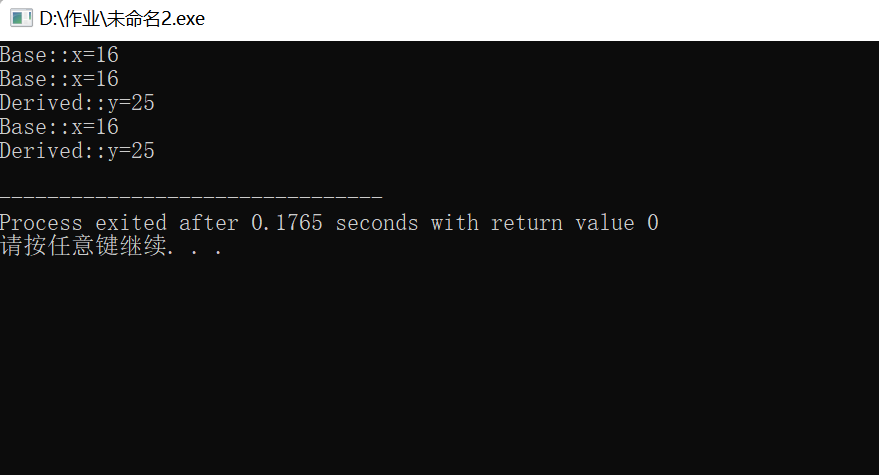 D:\作业\未命名2.exe
Base::x=16
Base::x=16
Derived::y=25
Base::x=16
Derived::y=25
--------------------------------
Process exited after 0.1765 seconds with return value 0
请按任意键继续. . .